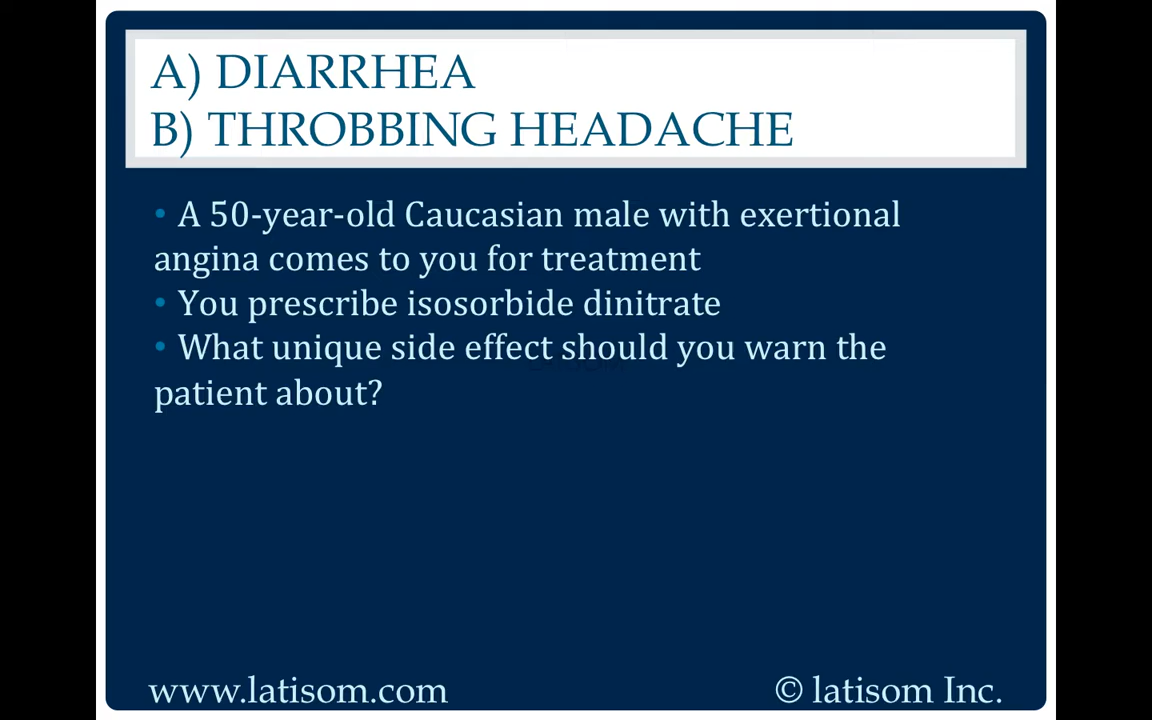 A) DIARRHEA
B) THROBBING HEADACHE
• A 50-year-old Caucasian male with exertional
angina comes to you for treatment
• You prescribe isosorbide dinitrate
• What unique side effect should you warn the
patient about?
www.latisom.com
© latisom Inc.